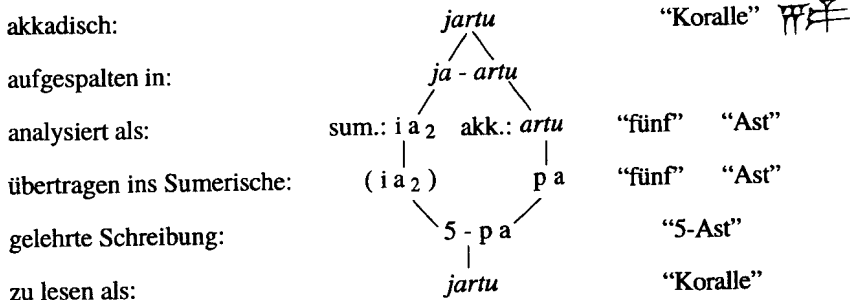 akkadisch: jartu “Koralle” 𒐊𒉺
aufgespalten in: ja - artu
analysiert als: sum.: i a₂ akk.: artu “fünf” “Ast”
übertragen ins Sumerische: ( i a₂ ) p a “fünf” “Ast”
gelehrte Schreibung: 5 - p a “5-Ast”
zu lesen als: jartu “Koralle”